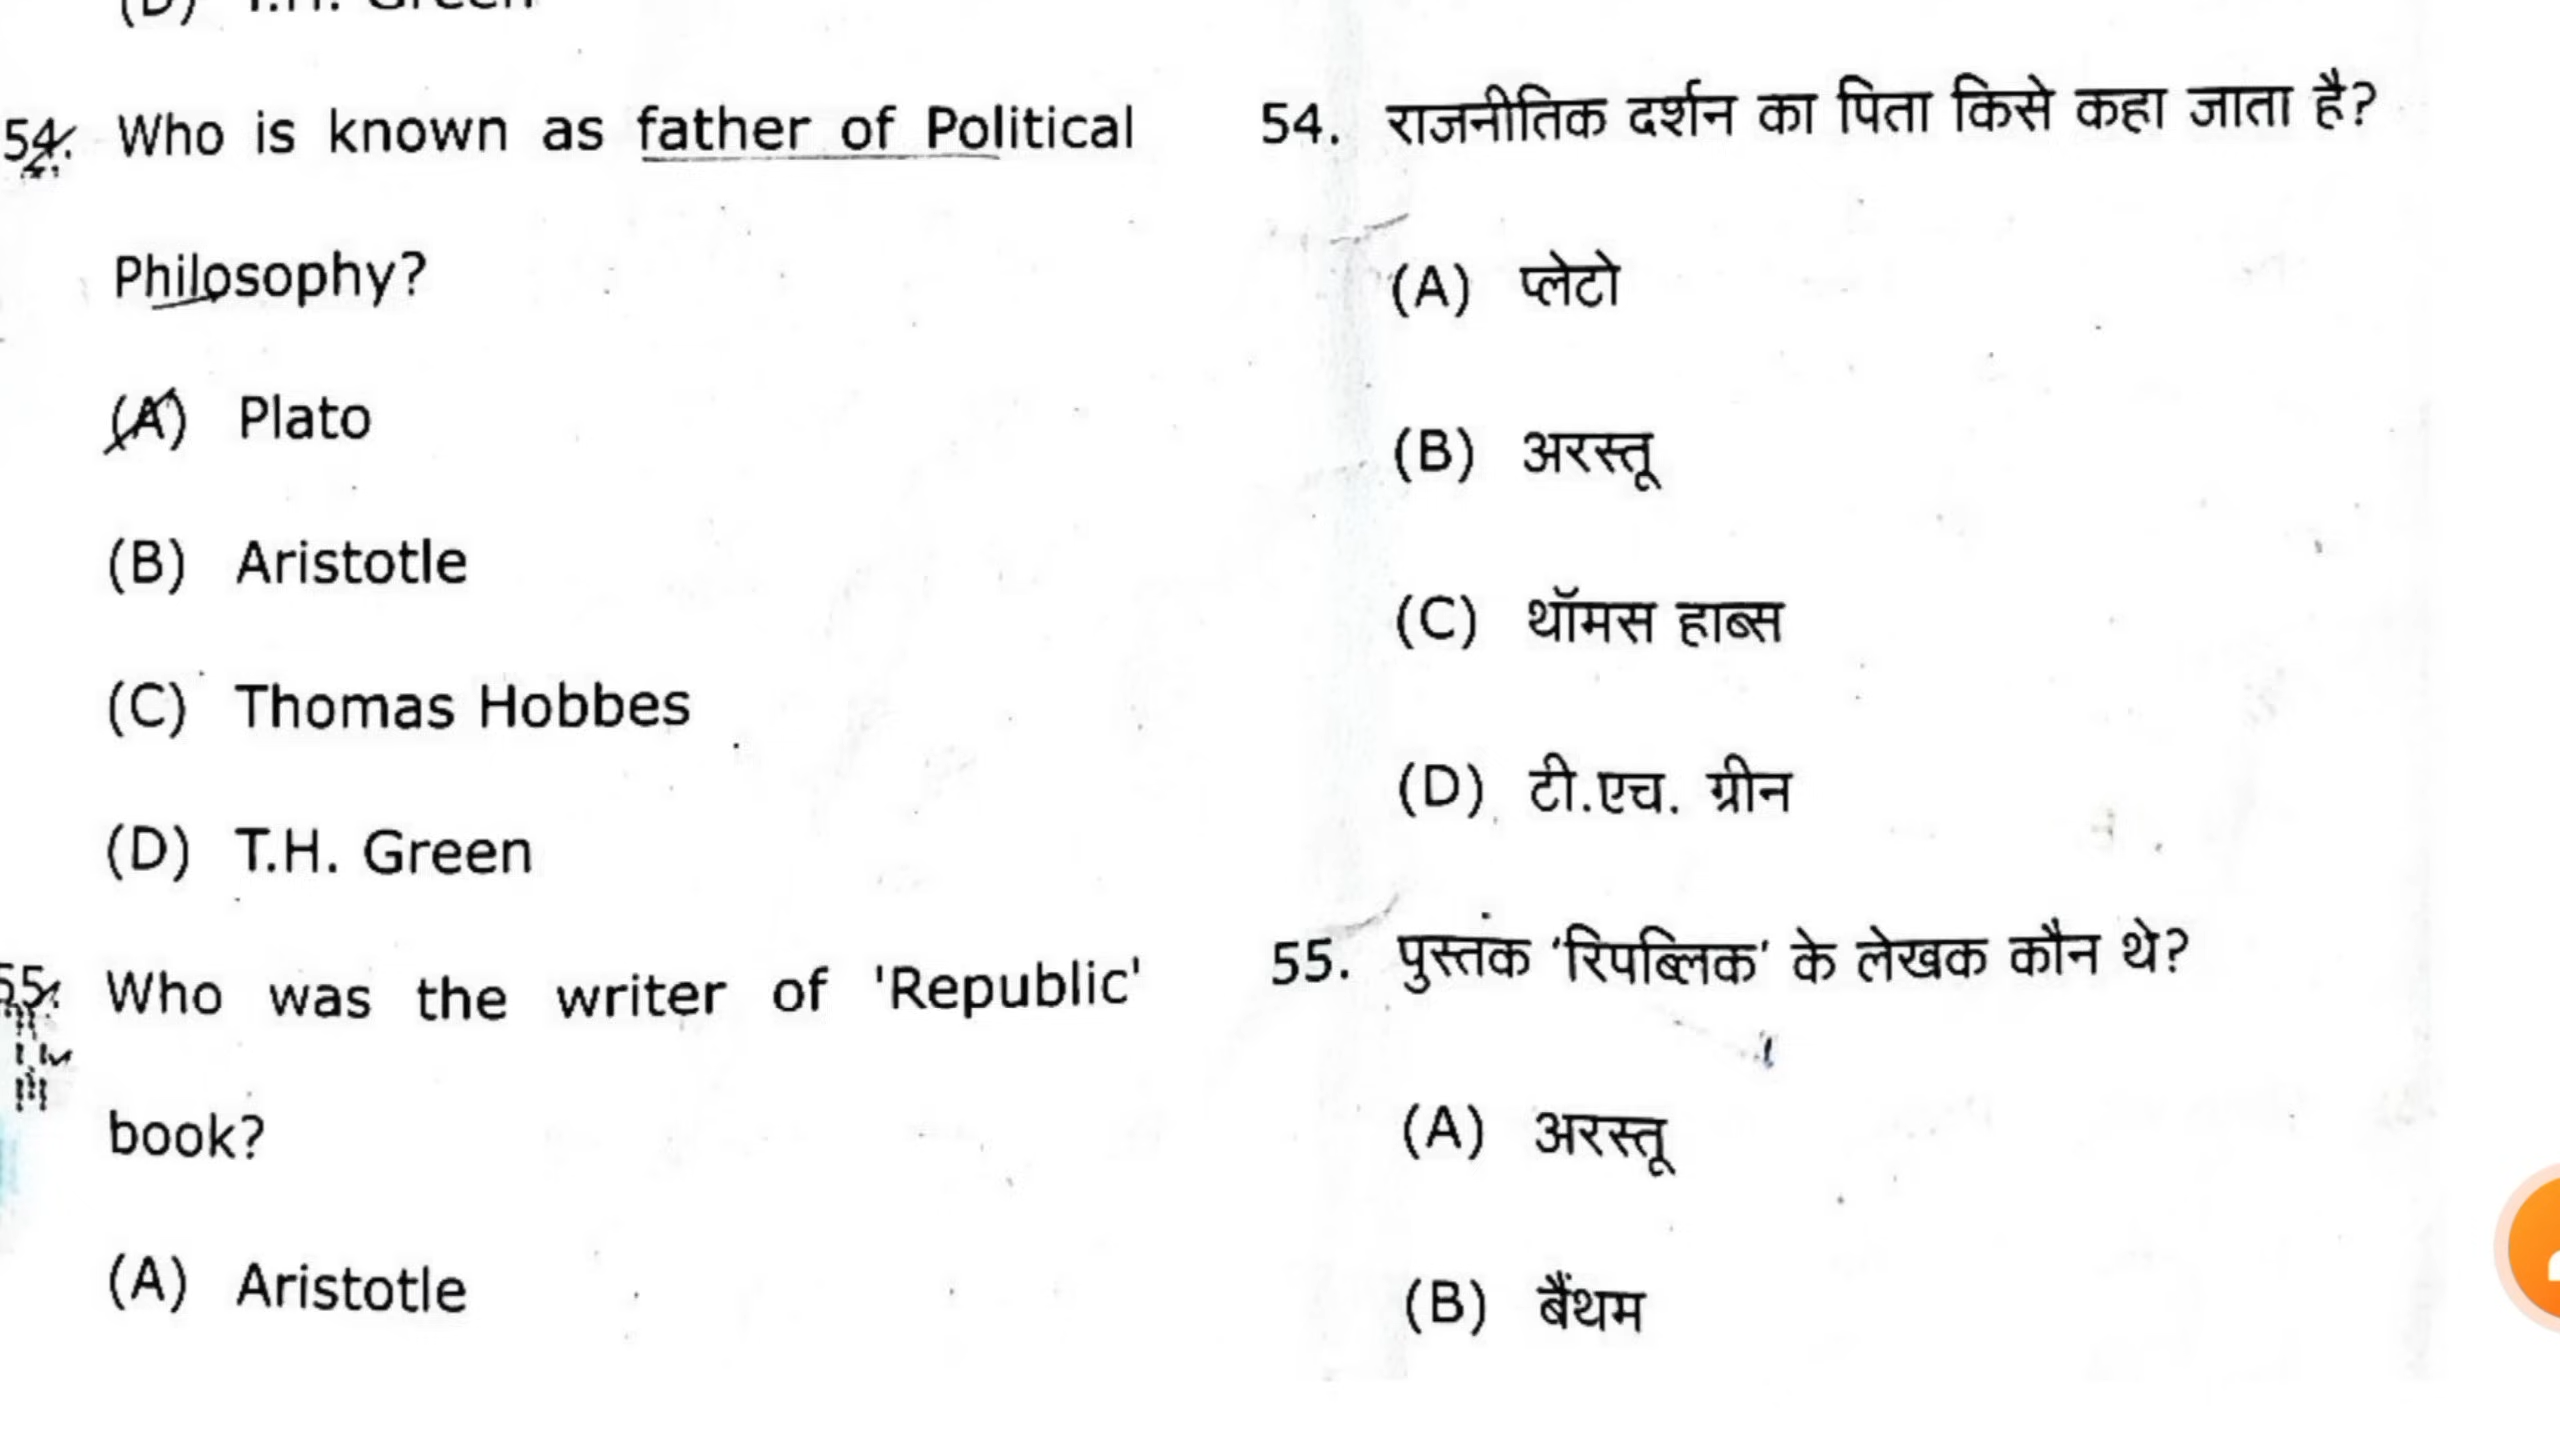 (D) T.H. Green
54. Who is known as father of Political
Philosophy?
(A) Plato
(B) Aristotle
(C) Thomas Hobbes
(D) T.H. Green
55. Who was the writer of 'Republic'
book?
(A) Aristotle
54. राजनीतिक दर्शन का पिता किसे कहा जाता है?
(A) प्लेटो
(B) अरस्तू
(C) थॉमस हाब्स
(D) टी.एच. ग्रीन
55. पुस्तक 'रिपब्लिक' के लेखक कौन थे?
(A) अरस्तू
(B) बैंथम